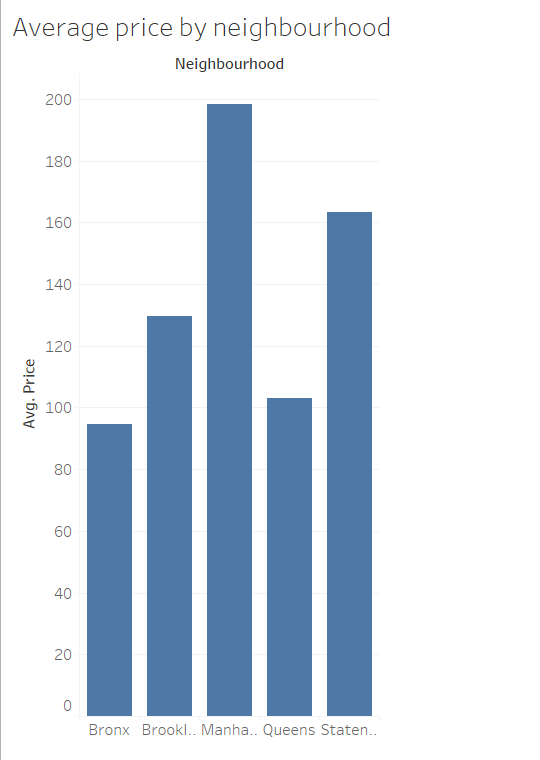 Average price by neighbourhood
Neighbourhood
200
180
160
140
120
100
80
60
40
20
0
Avg. Price
Bronx Brookl.. Manha.. Queens Staten..